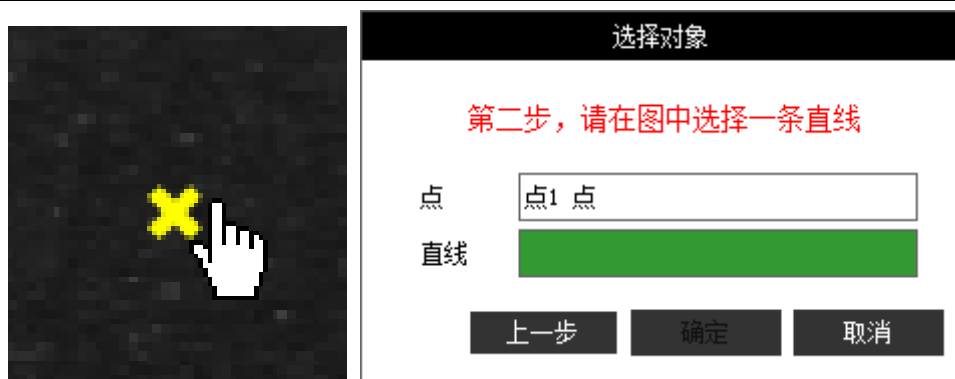 选择对象
第二步，请在图中选择一条直线
点 点1 点
直线
上一步 确定 取消